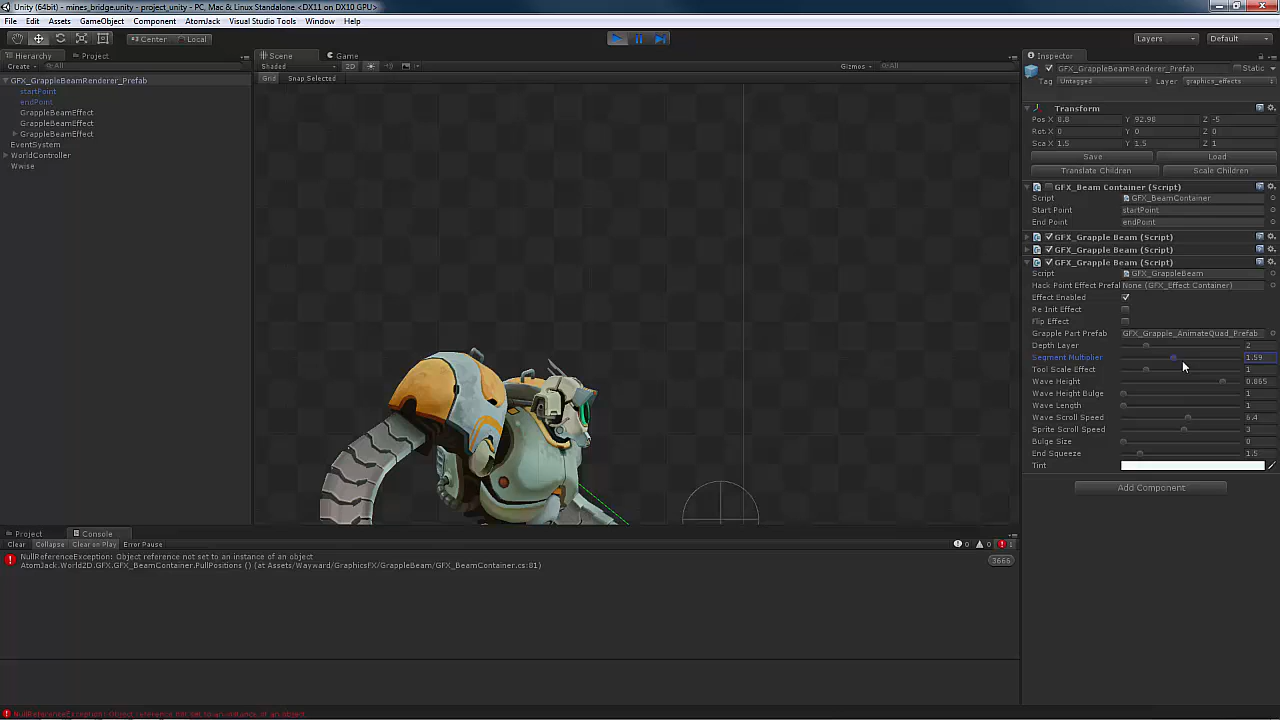 Unity (64bit) - mines_bridge.unity - project_unity - PC, Mac & Linux Standalone <DX11 on DX10 GPU>
File Edit Assets GameObject Component AtomJack Visual Studio Tools Window Help
Center Local Layers Default
Hierarchy Project Scene Game Inspector
Create All Shaded 2D Gizmos All
Grid Snap Selected
GFX_GrappleBeamRenderer_Prefab
startPoint
endPoint
GrappleBeamEffect
GrappleBeamEffect
GrappleBeamEffect
EventSystem
WorldController
Wwise
GFX_GrappleBeamRenderer_Prefab Static
Tag Untagged Layer graphics_effects
Transform
Pos X 8.8 Y 92.98 Z -5
Rot X 0 Y 0 Z 0
Sca X 1.5 Y 1.5 Z 1
Save Load
Translate Children Scale Children
GFX_Beam Container (Script)
Script GFX_BeamContainer
Start Point startPoint
End Point endPoint
GFX_Grapple Beam (Script)
GFX_Grapple Beam (Script)
GFX_Grapple Beam (Script)
Script GFX_GrappleBeam
Hack Point Effect Prefal None (GFX_Effect Container)
Effect Enabled
Re Init Effect
Flip Effect
Grapple Part Prefab GFX_Grapple_AnimateQuad_Prefab
Depth Layer 2
Segment Multiplier 1.59
Tool Scale Effect 1
Wave Height 0.865
Wave Height Bulge 1
Wave Length 1
Wave Scroll Speed 6.4
Sprite Scroll Speed 3
Bulge Size 0
End Squeeze 1.5
Tint
Add Component
Project Console
Clear Collapse Clear on Play Error Pause 0 0 1
NullReferenceException: Object reference not set to an instance of an object
AtomJack.World2D.GFX.GFX_BeamContainer.PullPositions () (at Assets/Wayward/GraphicsFX/GrappleBeam/GFX_BeamContainer.cs:81) 3666
NullReferenceException: Object reference not set to an instance of an object